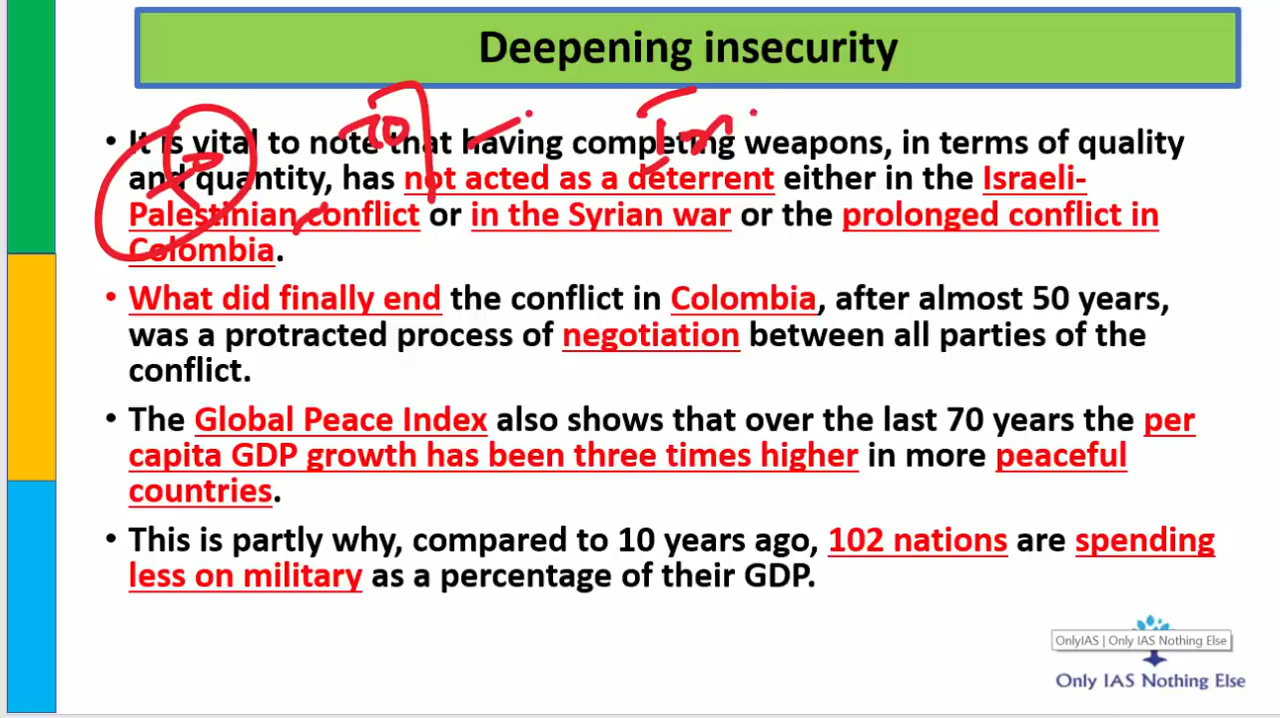 Deepening insecurity
• It is vital to note that having competing weapons, in terms of quality
and quantity, has not acted as a deterrent either in the Israeli-
Palestinian conflict or in the Syrian war or the prolonged conflict in
Colombia.
• What did finally end the conflict in Colombia, after almost 50 years,
was a protracted process of negotiation between all parties of the
conflict.
• The Global Peace Index also shows that over the last 70 years the per
capita GDP growth has been three times higher in more peaceful
countries.
• This is partly why, compared to 10 years ago, 102 nations are spending
less on military as a percentage of their GDP.
OnlyIAS | Only IAS Nothing Else
Only IAS Nothing Else